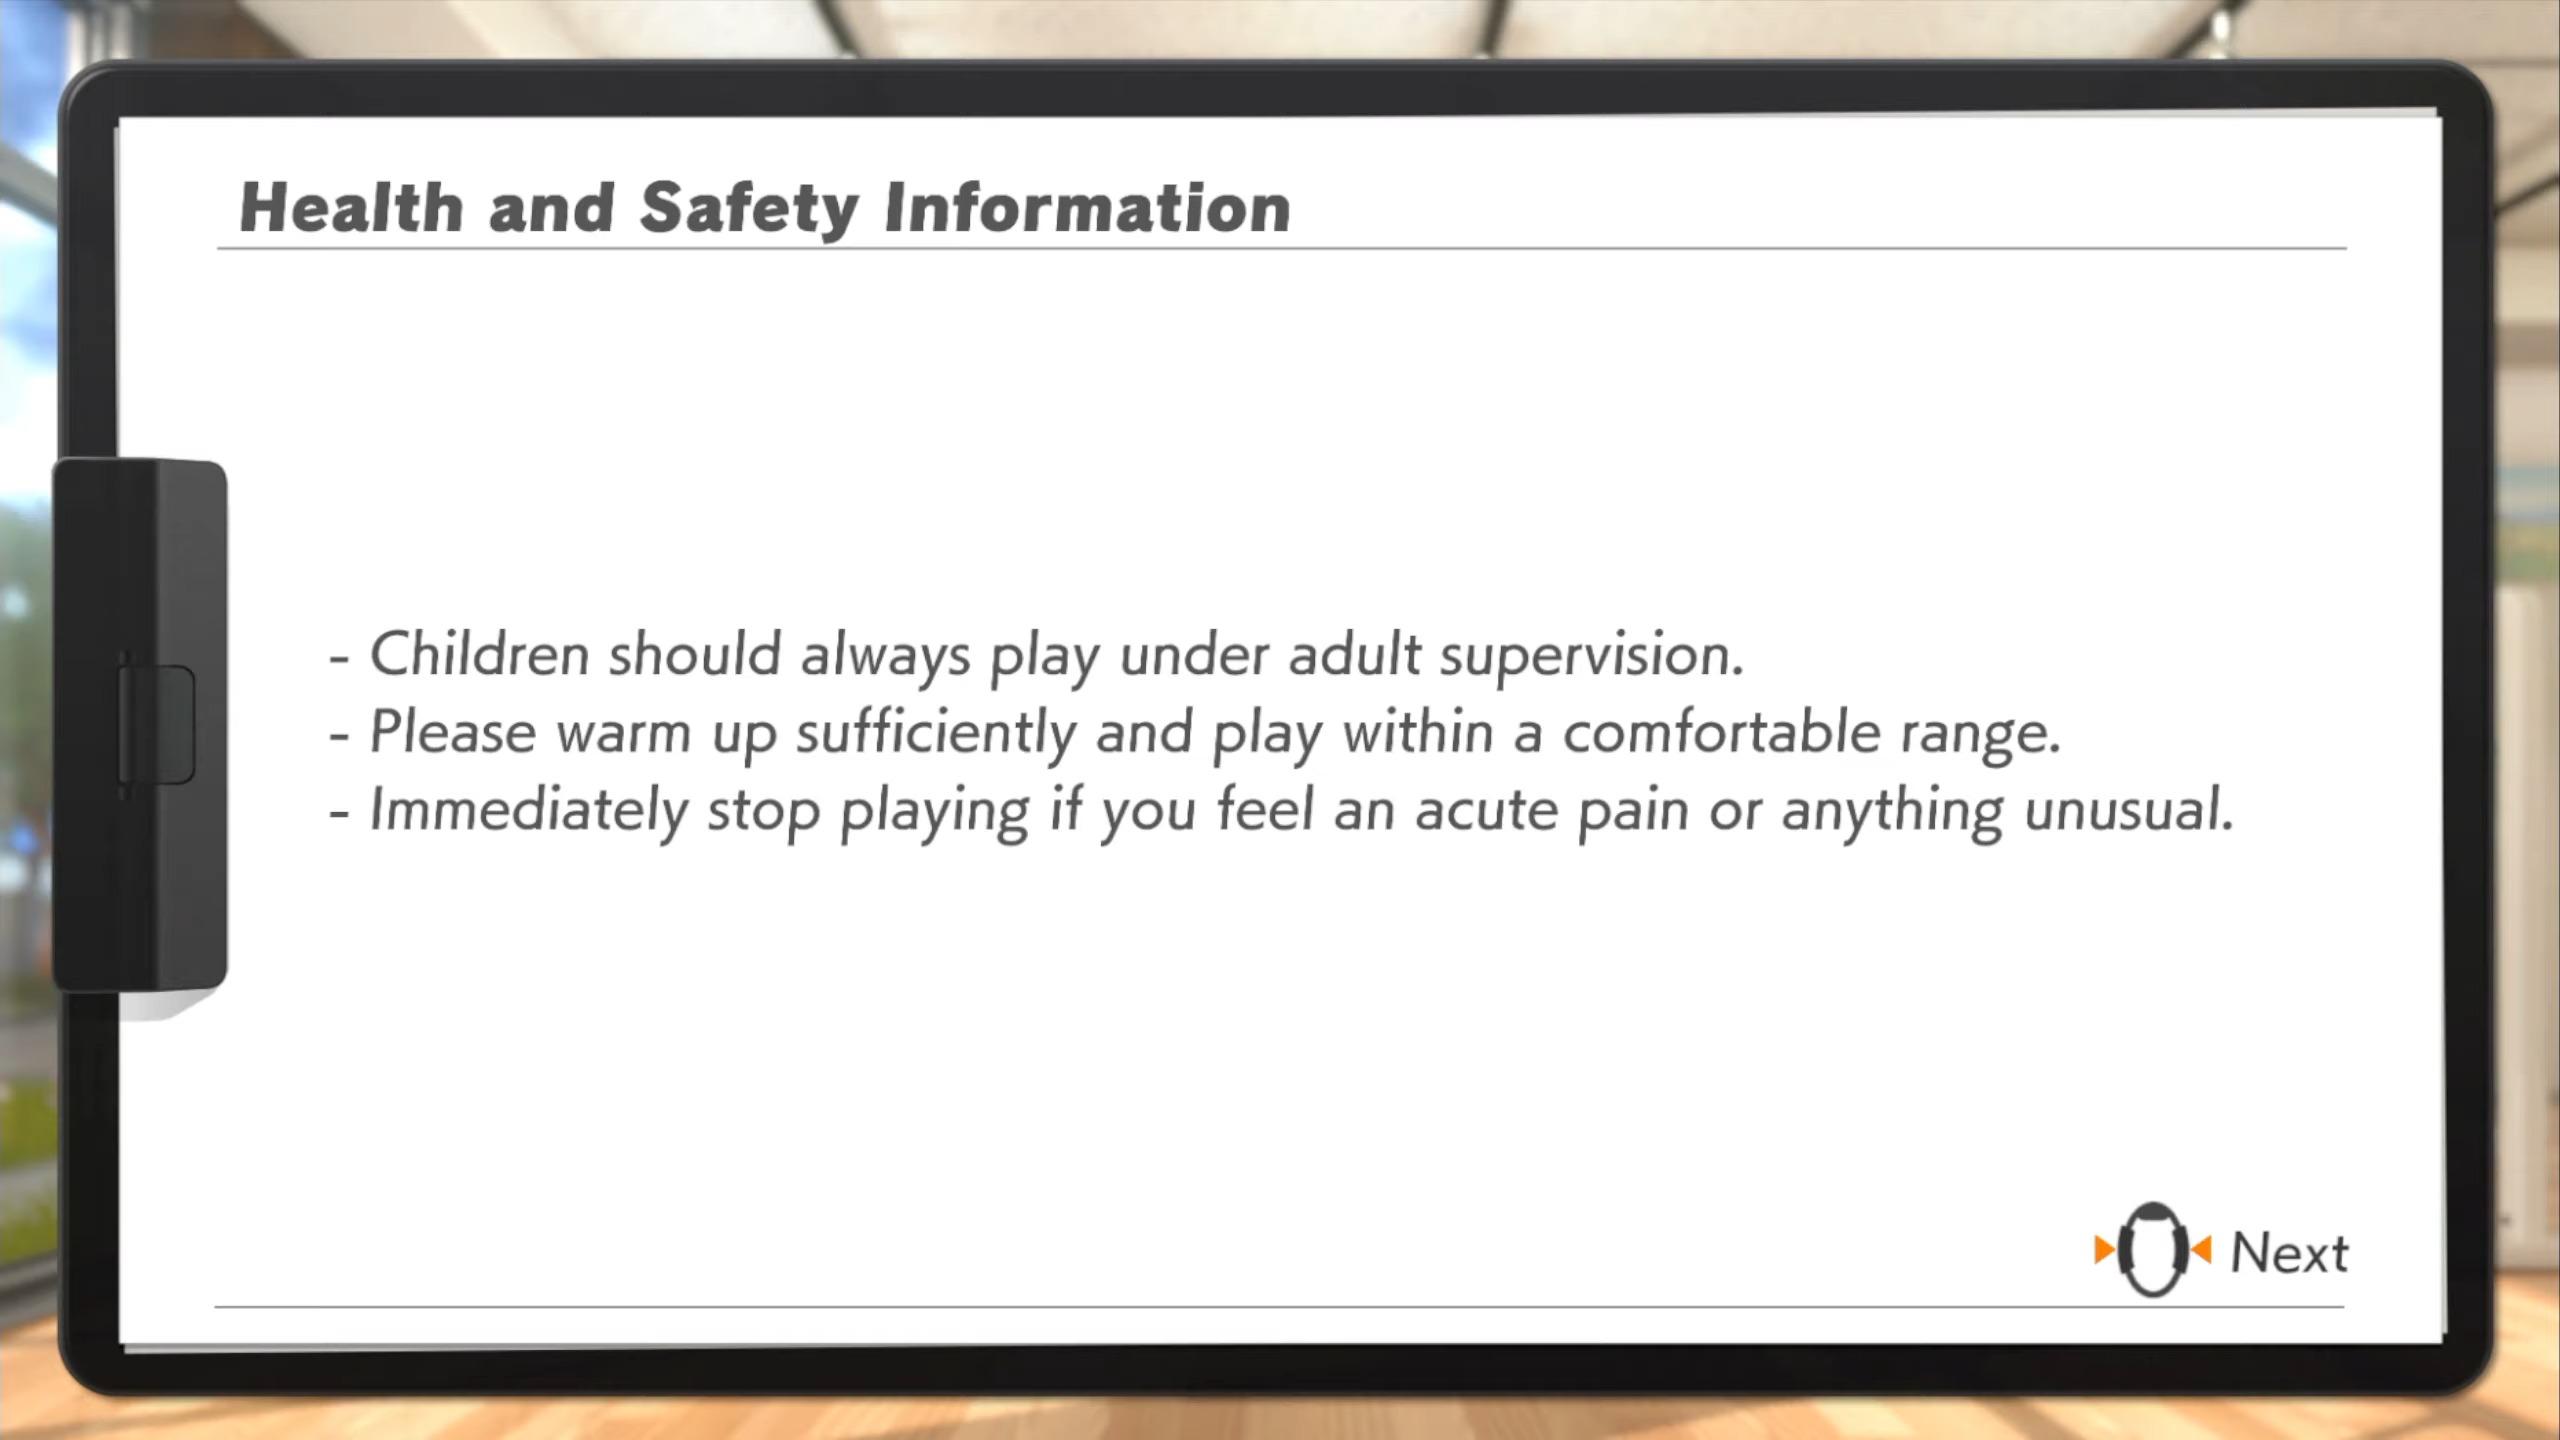 Health and Safety Information
- Children should always play under adult supervision.
- Please warm up sufficiently and play within a comfortable range.
- Immediately stop playing if you feel an acute pain or anything unusual.
Next